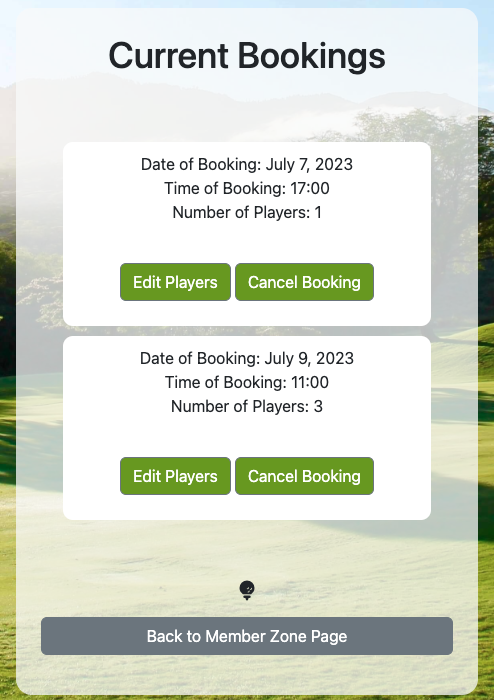 Current Bookings
Date of Booking: July 7, 2023
Time of Booking: 17:00
Number of Players: 1
Edit Players Cancel Booking
Date of Booking: July 9, 2023
Time of Booking: 11:00
Number of Players: 3
Edit Players Cancel Booking
Back to Member Zone Page